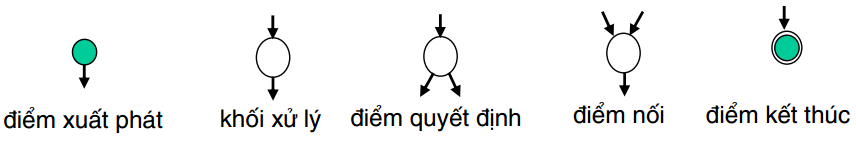 điểm xuất phát
khối xử lý
điểm quyết định
điểm nối
điểm kết thúc